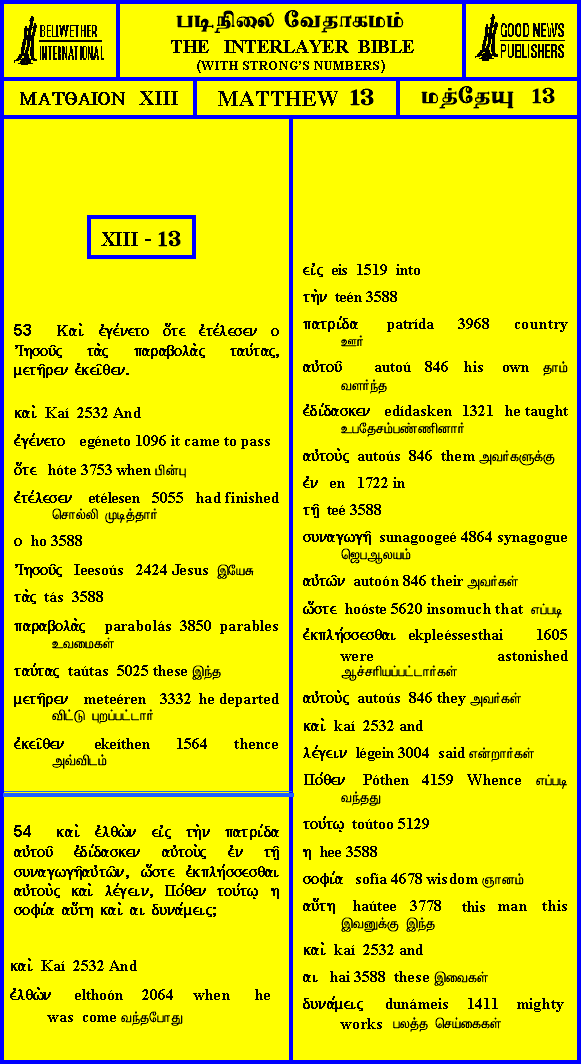 BELLWETHER
INTERNATIONAL
படிநிலை வேதாகமம்
THE INTERLAYER BIBLE
(WITH STRONG'S NUMBERS)
GOOD NEWS
PUBLISHERS
ΜΑΤΘΑΙΟΝ XIII
MATTHEW 13
மத்தேயு 13
XIII - 13
53 Καὶ ἐγένετο ὅτε ἐτέλεσεν ο
Ἰησοῦς τὰς παραβολὰς ταύτας,
μετῆρεν ἐκεῖθεν.
καὶ Kaí 2532 And
ἐγένετο egéneto 1096 it came to pass
ὅτε hóte 3753 when பின்பு
ἐτέλεσεν etélesen 5055 had finished
சொல்லி முடித்தார்
ο ho 3588
Ἰησοῦς Ieesoús 2424 Jesus இயேசு
τὰς tás 3588
παραβολὰς parabolás 3850 parables
உவமைகள்
ταύτας taútas 5025 these இந்த
μετῆρεν meteéren 3332 he departed
விட்டு புறப்பட்டார்
ἐκεῖθεν ekeíthen 1564 thence
அவ்விடம்
54 καὶ ἐλθὼν εἰς τὴν πατρίδα
αὐτοῦ ἐδίδασκεν αὐτοὺς ἐν τῇ
συναγωγῇαὐτῶν, ὥστε ἐκπλήσσεσθαι
αὐτοὺς καὶ λέγειν, Πόθεν τούτῳ η
σοφία αὕτη καὶ αι δυνάμεις;
καὶ Kaí 2532 And
ἐλθὼν elthoón 2064 when he
was come வந்தபோது
εἰς eis 1519 into
τὴν teén 3588
πατρίδα patrída 3968 country
ஊர்
αὐτοῦ autoú 846 his own தாம்
வளர்ந்த
ἐδίδασκεν edídasken 1321 he taught
உபதேசம்பண்ணினார்
αὐτοὺς autoús 846 them அவர்களுக்கு
ἐν en 1722 in
τῇ teé 3588
συναγωγῇ sunagoogeé 4864 synagogue
ஜெபஆலயம்
αὐτῶν autoón 846 their அவர்கள்
ὥστε hoóste 5620 insomuch that எப்படி
ἐκπλήσσεσθαι ekpleéssesthai 1605
were astonished
ஆச்சரியப்பட்டார்கள்
αὐτοὺς autoús 846 they அவர்கள்
καὶ kaí 2532 and
λέγειν légein 3004 said என்றார்கள்
Πόθεν Póthen 4159 Whence எப்படி
வந்தது
τούτῳ toútoo 5129
η hee 3588
σοφία sofía 4678 wisdom ஞானம்
αὕτη haútee 3778 this man this
இவனுக்கு இந்த
καὶ kaí 2532 and
αι hai 3588 these இவைகள்
δυνάμεις dunámeis 1411 mighty
works பலத்த செய்கைகள்